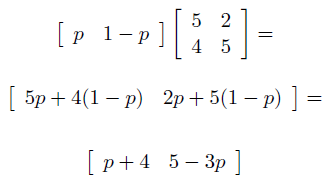 [ p 1 − p ] [ 5 2 ; 4 5 ] =
[ 5p + 4(1 − p) 2p + 5(1 − p) ] =
[ p + 4 5 − 3p ]